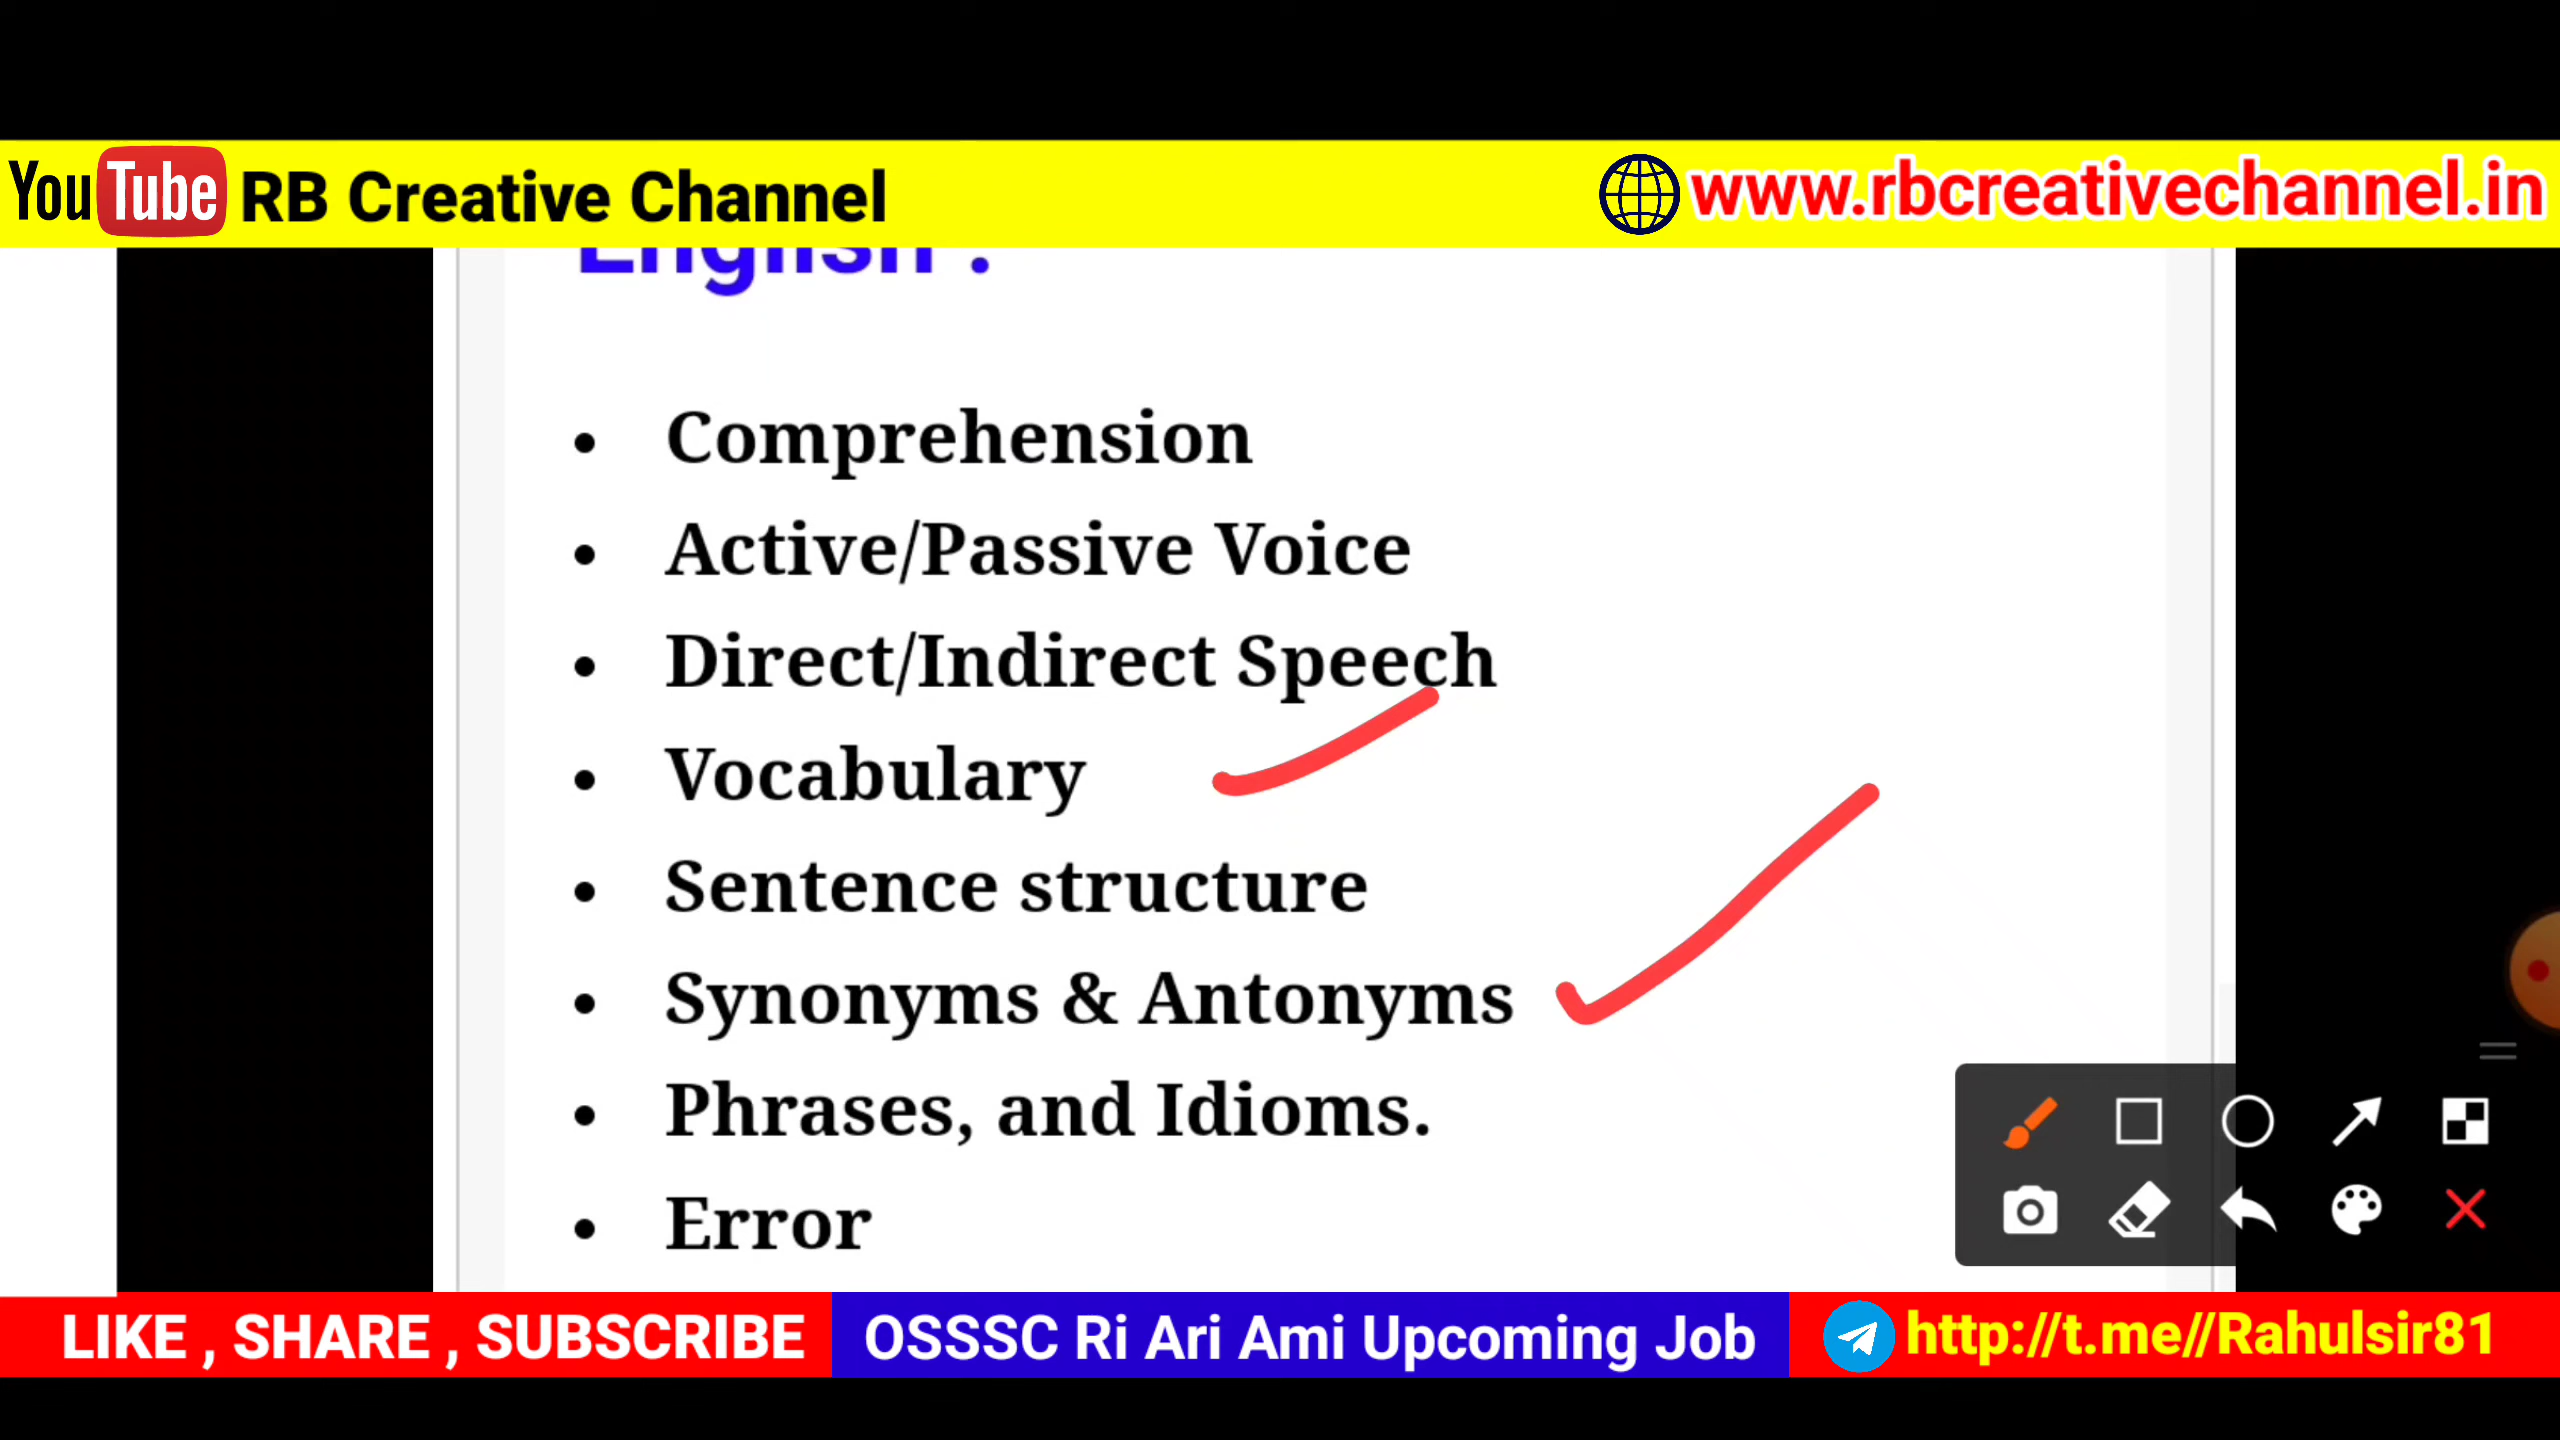 YouTube RB Creative Channel www.rbcreativechannel.in
English :
• Comprehension
• Active/Passive Voice
• Direct/Indirect Speech
• Vocabulary
• Sentence structure
• Synonyms & Antonyms
• Phrases, and Idioms.
• Error
LIKE , SHARE , SUBSCRIBE OSSSC Ri Ari Ami Upcoming Job http://t.me//Rahulsir81